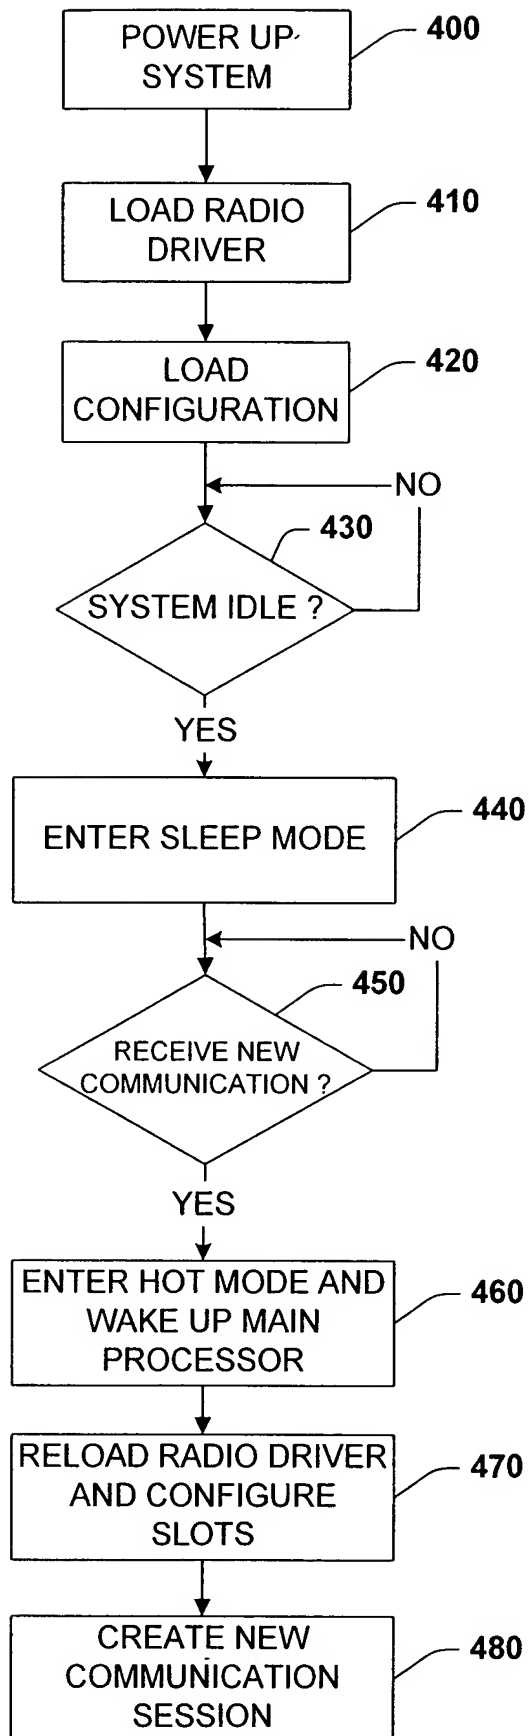 POWER UP
SYSTEM
400
LOAD RADIO
DRIVER
410
LOAD
CONFIGURATION
420
NO
430
SYSTEM IDLE ?
YES
ENTER SLEEP MODE
440
NO
450
RECEIVE NEW
COMMUNICATION ?
YES
ENTER HOT MODE AND
WAKE UP MAIN
PROCESSOR
460
RELOAD RADIO DRIVER
AND CONFIGURE
SLOTS
470
CREATE NEW
COMMUNICATION
SESSION
480